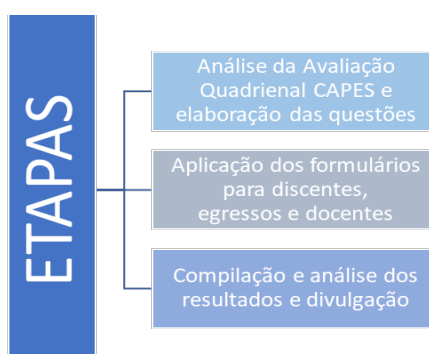 ETAPAS
Análise da Avaliação
Quadrienal CAPES e
elaboração das questões
Aplicação dos formulários
para discentes,
egressos e docentes
Compilação e análise dos
resultados e divulgação